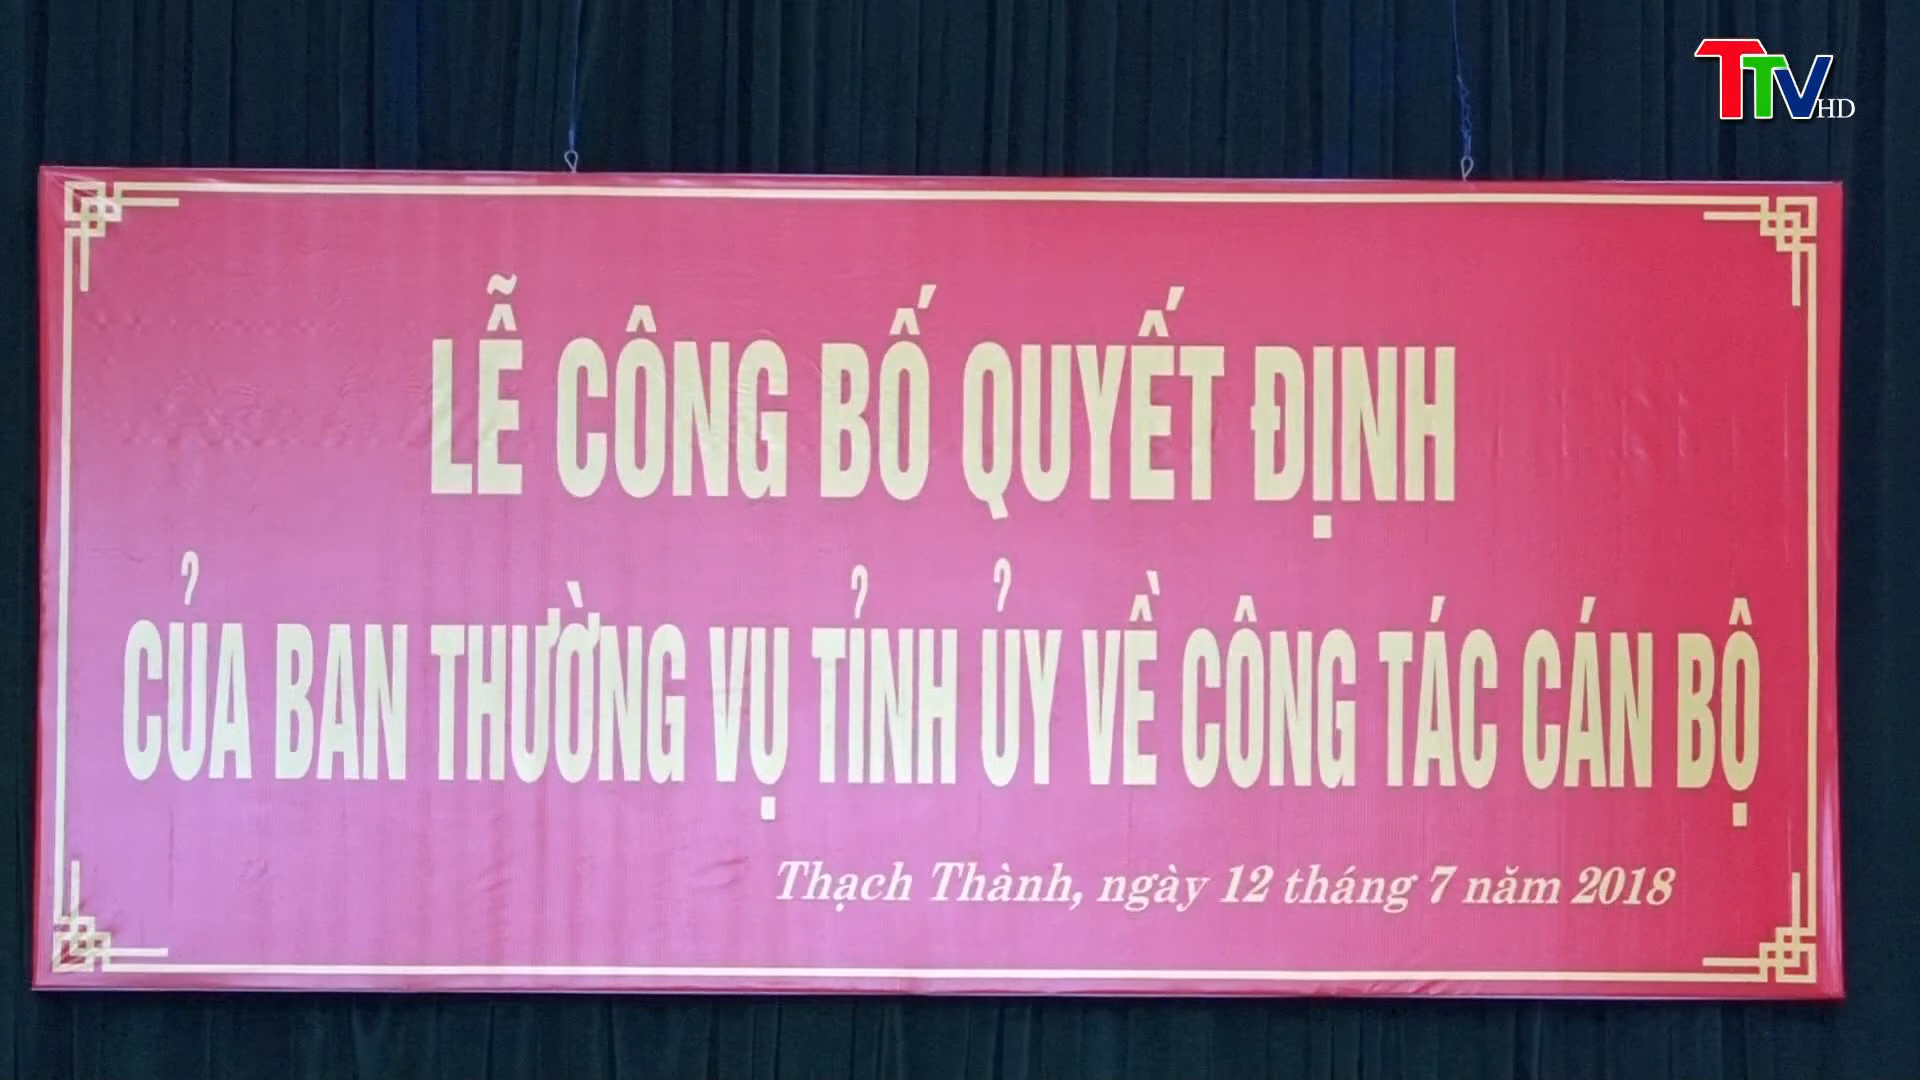 TTV HD
LỄ CÔNG BỐ QUYẾT ĐỊNH
CỦA BAN THƯỜNG VỤ TỈNH ỦY VỀ CÔNG TÁC CÁN BỘ
Thạch Thành, ngày 12 tháng 7 năm 2018